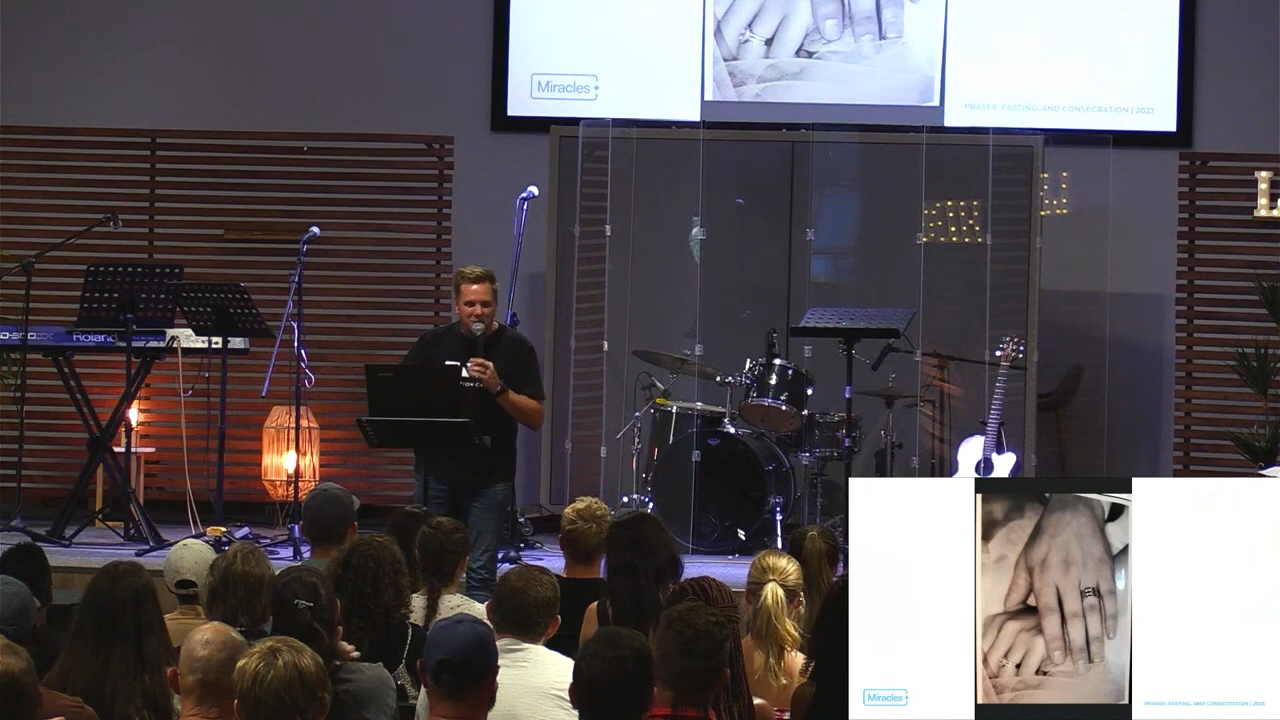 Miracles
PRAYER, FASTING, AND CONSECRATION | 2023
Roland
Miracles
PRAYER, FASTING, AND CONSECRATION | 2023